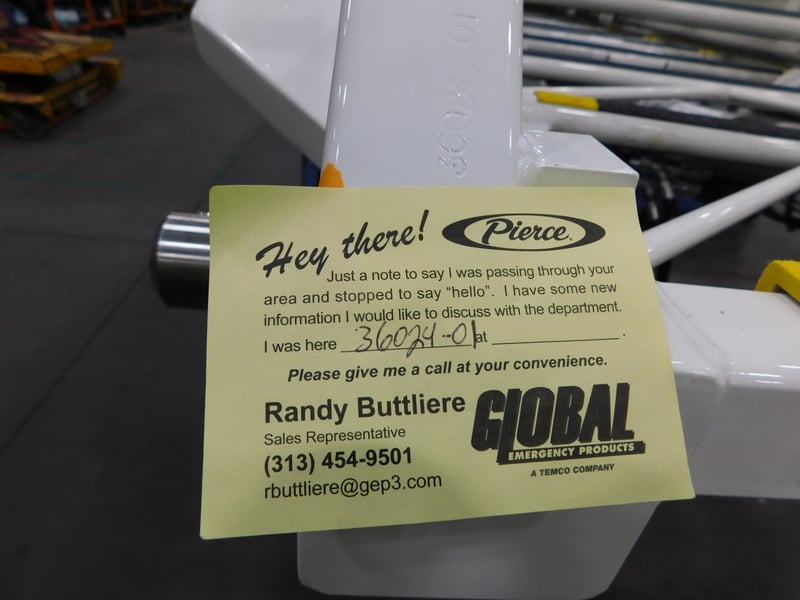 36024-01
Hey there! Pierce
Just a note to say I was passing through your
area and stopped to say "hello". I have some new
information I would like to discuss with the department.
I was here 36024-01 at ________________.
Please give me a call at your convenience.
Randy Buttliere
Sales Representative
(313) 454-9501
rbuttliere@gep3.com
GLOBAL
EMERGENCY PRODUCTS
A TEMCO COMPANY